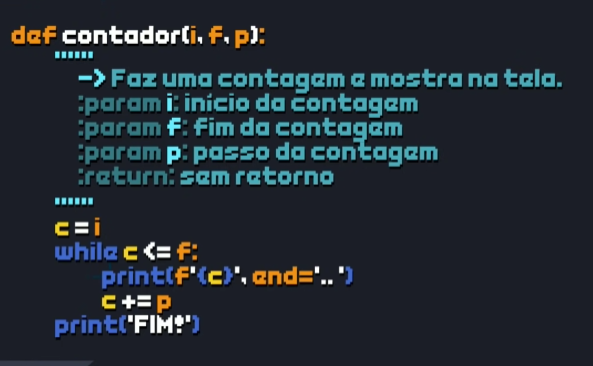 def contador(i, f, p):
    """
       -> Faz uma contagem e mostra na tela.
       :param i: início da contagem
       :param f: fim da contagem
       :param p: passo da contagem
       :return: sem retorno
    """
    c = i
    while c <= f:
        print(f'{c}', end='.. ')
        c += p
    print('FIM!')